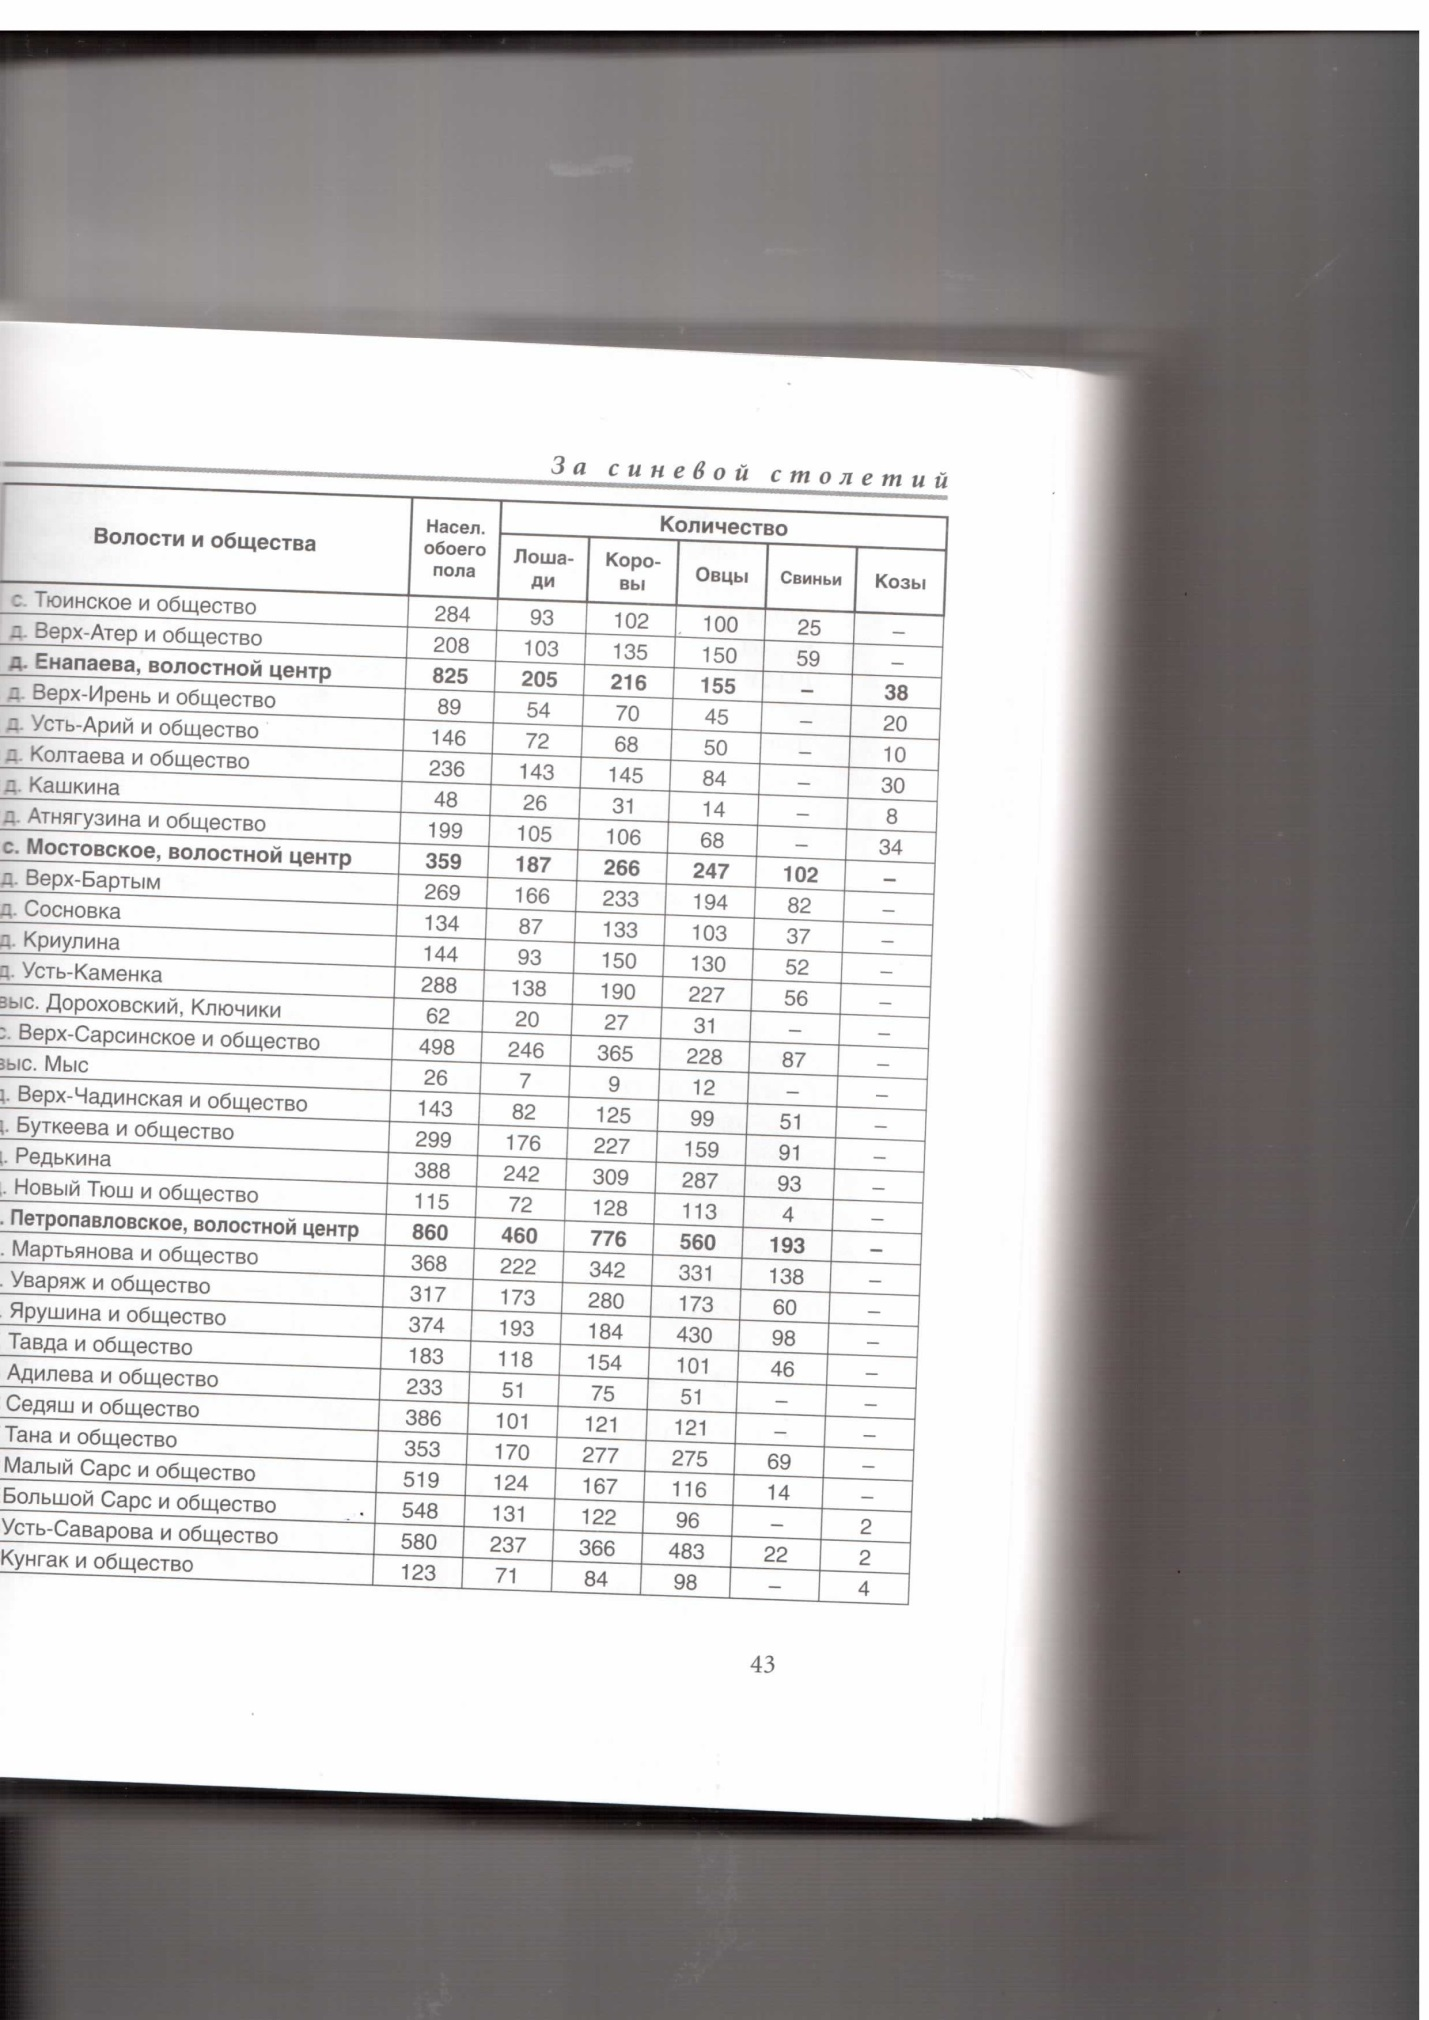 За синевой столетий
Волости и общества Насел. обоего пола Количество
Лоша-ди Коро-вы Овцы Свиньи Козы
с. Тюинское и общество 284 93 102 100 25 –
д. Верх-Атер и общество 208 103 135 150 59 –
д. Енапаева, волостной центр 825 205 216 155 – 38
д. Верх-Ирень и общество 89 54 70 45 – 20
д. Усть-Арий и общество 146 72 68 50 – 10
д. Колтаева и общество 236 143 145 84 – 30
д. Кашкина 48 26 31 14 – 8
д. Атнягузина и общество 199 105 106 68 – 34
с. Мостовское, волостной центр 359 187 266 247 102 –
д. Верх-Бартым 269 166 233 194 82 –
д. Сосновка 134 87 133 103 37 –
д. Криулина 144 93 150 130 52 –
д. Усть-Каменка 288 138 190 227 56 –
выс. Дороховский, Ключики 62 20 27 31 – –
с. Верх-Сарсинское и общество 498 246 365 228 87 –
выс. Мыс 26 7 9 12 – –
д. Верх-Чадинская и общество 143 82 125 99 51 –
д. Буткеева и общество 299 176 227 159 91 –
. Редькина 388 242 309 287 93 –
. Новый Тюш и общество 115 72 128 113 4 –
. Петропавловское, волостной центр 860 460 776 560 193 –
. Мартьянова и общество 368 222 342 331 138 –
. Уваряж и общество 317 173 280 173 60 –
. Ярушина и общество 374 193 184 430 98 –
Тавда и общество 183 118 154 101 46 –
Адилева и общество 233 51 75 51 – –
Седяш и общество 386 101 121 121 – –
Тана и общество 353 170 277 275 69 –
Малый Сарс и общество 519 124 167 116 14 –
Большой Сарс и общество 548 131 122 96 – 2
Усть-Саварова и общество 580 237 366 483 22 2
Кунгак и общество 123 71 84 98 – 4
43